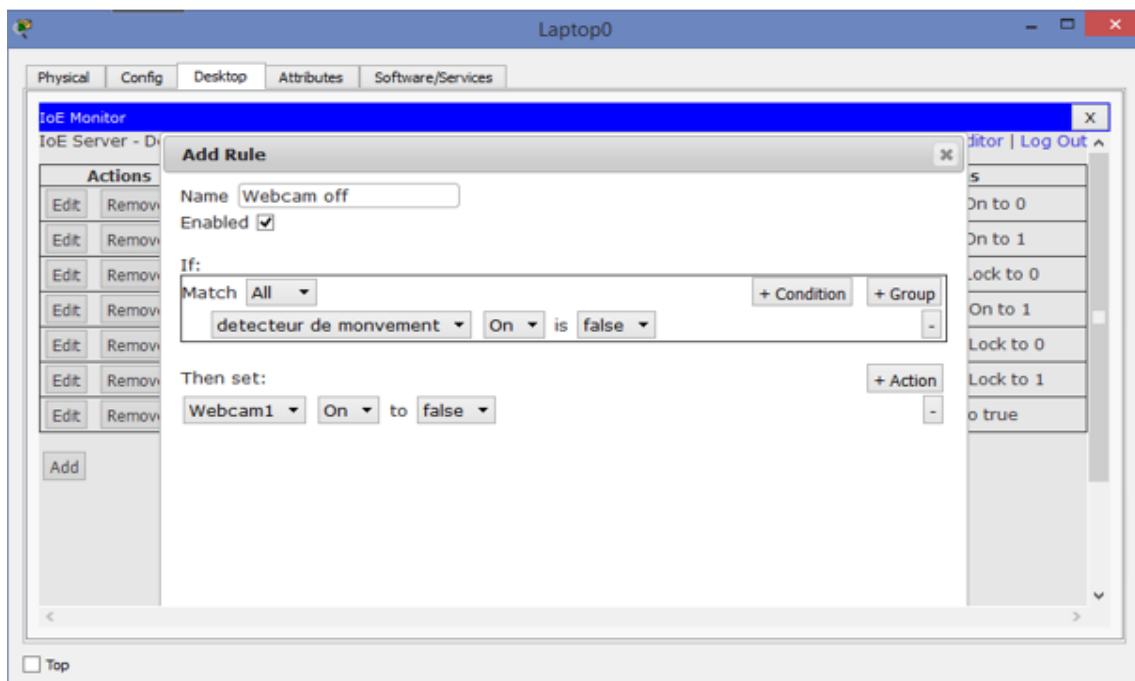 Laptop0
Physical Config Desktop Attributes Software/Services
IoE Monitor X
IoE Server - D ditor | Log Out
Add Rule
Actions s
Name Webcam off
Edit Remov On to 0
Enabled
Edit Remov On to 1
If:
Edit Remov Lock to 0
Match All + Condition + Group
Edit Remov On to 1
detecteur de monvement On is false -
Edit Remov Lock to 0
Then set: + Action
Edit Remov Lock to 1
Webcam1 On to false -
Edit Remov o true
Add
Top